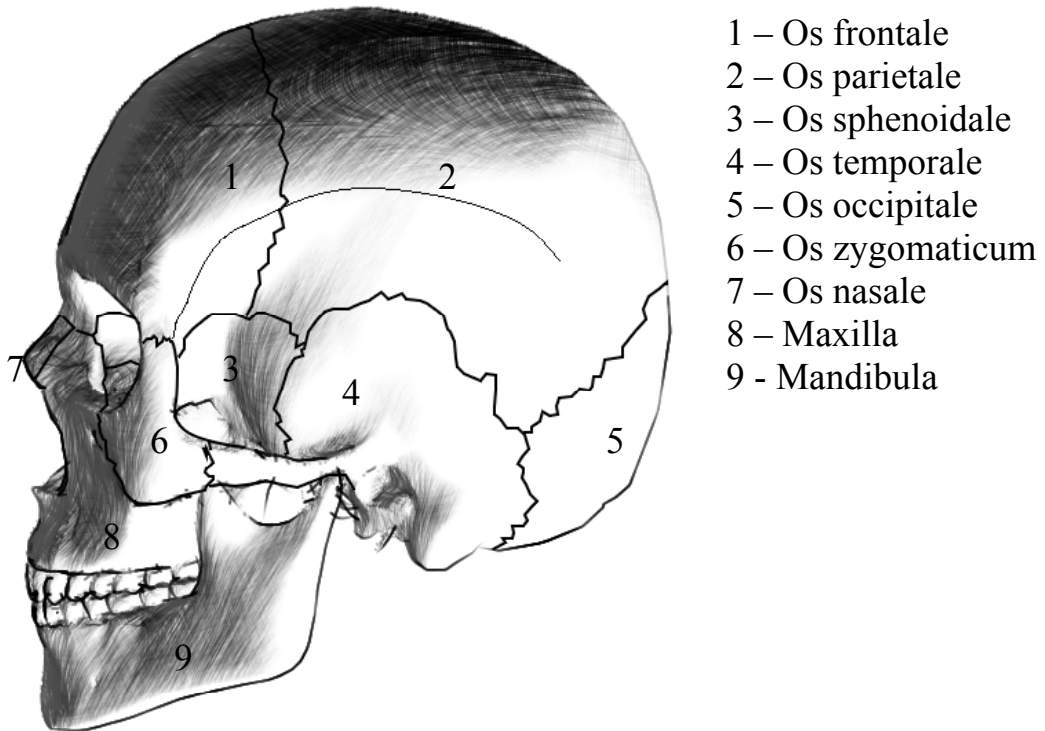 1 – Os frontale
2 – Os parietale
3 – Os sphenoidale
4 – Os temporale
5 – Os occipitale
6 – Os zygomaticum
7 – Os nasale
8 – Maxilla
9 - Mandibula
1
2
3
4
5
6
7
8
9